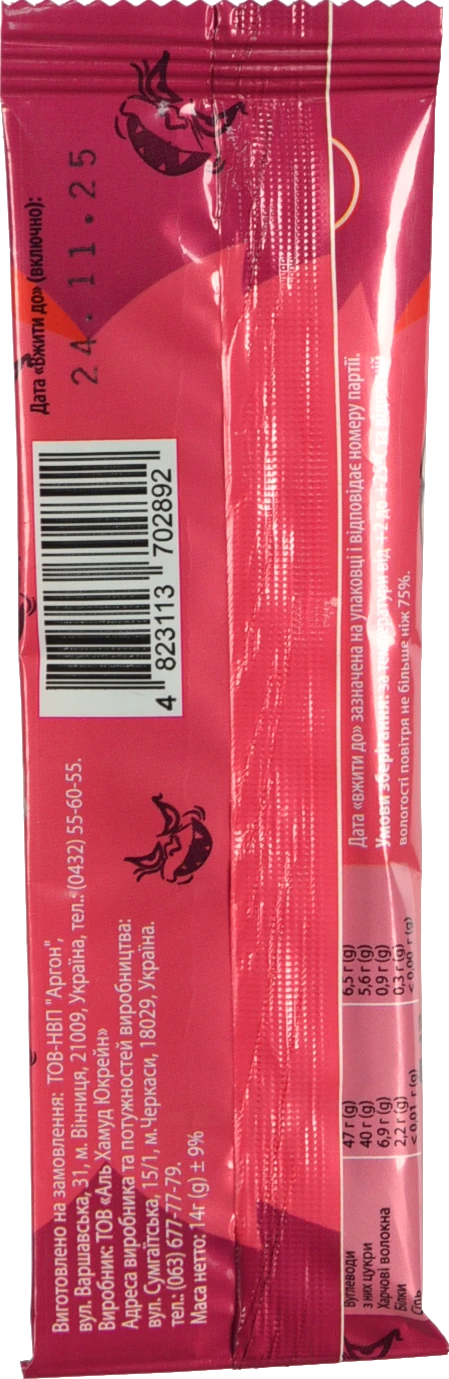 Дата «Вжити до» (включно):
24.11.25
4 823113 702892
Виготовлено на замовлення: ТОВ-НВП "Аргон",
вул. Варшавська, 31, м. Вінниця, 21009, Україна, тел.: (0432) 55-60-55.
Виробник: ТОВ «Аль Хамуд Юкрейн»
Адреса виробника та потужностей виробництва:
вул. Сумгаїтська, 15/1, м.Черкаси, 18029, Україна.
тел.: (063) 677-77-79.
Маса нетто: 14г (g) ± 9%
Дата «вжити до» зазначена на упаковці і відповідає номеру партії.
Умови зберігання: за температури від +2 до +25С та
вологості повітря не більше ніж 75%.
Вуглеводи 47 г (g) 6,5 г (g)
з них цукри 40 г (g) 5,6 г (g)
Харчові волокна 6,9 г (g) 0,9 г (g)
Білки 2,2 г (g) 0,3 г (g)
Сіль < 0,01 г (g)